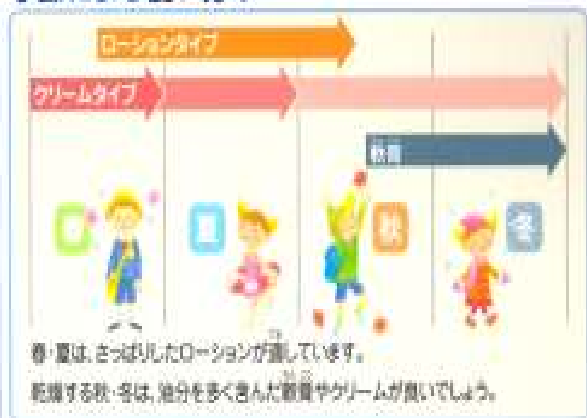 ローションタイプ
クリームタイプ
軟膏
春
夏
秋
冬
春・夏は、さっぱりしたローションが適しています。
乾燥する秋・冬は、油分を多く含んだ軟膏やクリームが良いでしょう。